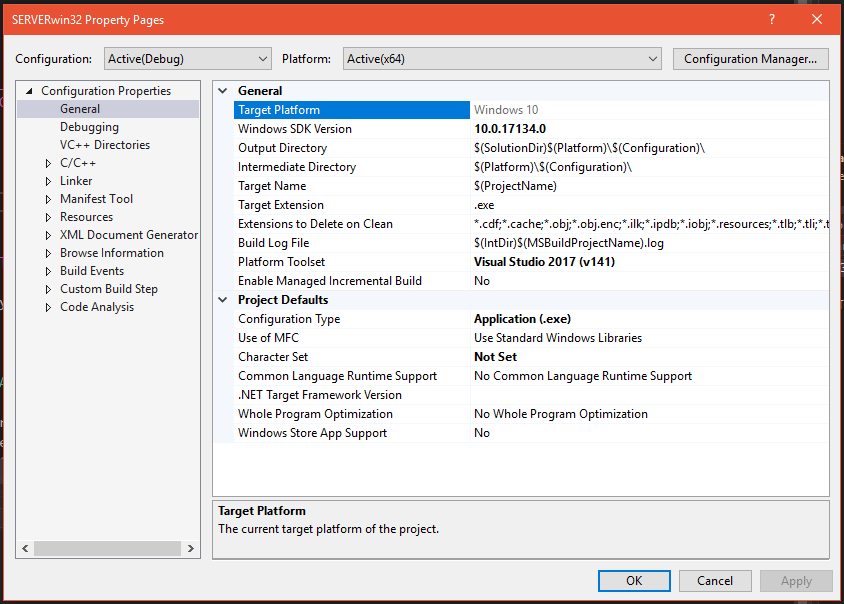 SERVERwin32 Property Pages
Configuration: Active(Debug) Platform: Active(x64) Configuration Manager...
Configuration Properties
General
Debugging
VC++ Directories
C/C++
Linker
Manifest Tool
Resources
XML Document Generator
Browse Information
Build Events
Custom Build Step
Code Analysis
General
Target Platform Windows 10
Windows SDK Version 10.0.17134.0
Output Directory $(SolutionDir)$(Platform)\$(Configuration)\
Intermediate Directory $(Platform)\$(Configuration)\
Target Name $(ProjectName)
Target Extension .exe
Extensions to Delete on Clean *.cdf;*.cache;*.obj;*.obj.enc;*.ilk;*.ipdb;*.iobj;*.resources;*.tlb;*.tli;*.t
Build Log File $(IntDir)$(MSBuildProjectName).log
Platform Toolset Visual Studio 2017 (v141)
Enable Managed Incremental Build No
Project Defaults
Configuration Type Application (.exe)
Use of MFC Use Standard Windows Libraries
Character Set Not Set
Common Language Runtime Support No Common Language Runtime Support
.NET Target Framework Version
Whole Program Optimization No Whole Program Optimization
Windows Store App Support No
Target Platform
The current target platform of the project.
OK Cancel Apply